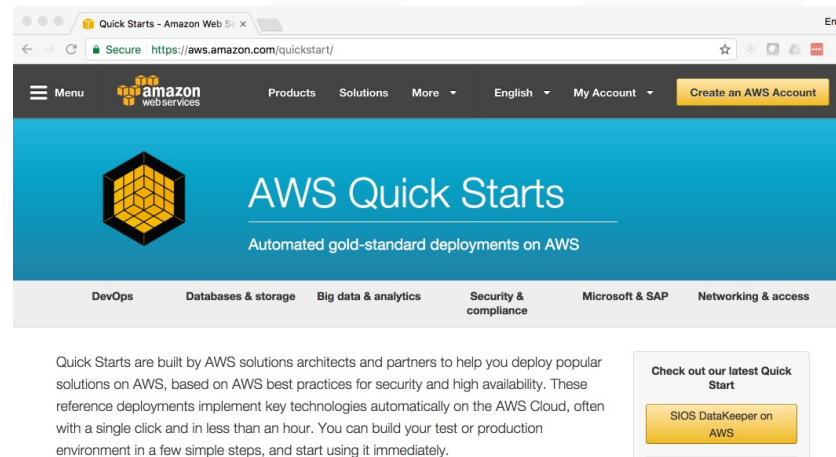 Quick Starts - Amazon Web Se
En
Secure https://aws.amazon.com/quickstart/
Menu
amazon
webservices
Products Solutions More English My Account Create an AWS Account
AWS Quick Starts
Automated gold-standard deployments on AWS
DevOps Databases & storage Big data & analytics Security & compliance Microsoft & SAP Networking & access
Quick Starts are built by AWS solutions architects and partners to help you deploy popular
solutions on AWS, based on AWS best practices for security and high availability. These
reference deployments implement key technologies automatically on the AWS Cloud, often
with a single click and in less than an hour. You can build your test or production
environment in a few simple steps, and start using it immediately.
Check out our latest Quick
Start
SIOS DataKeeper on
AWS